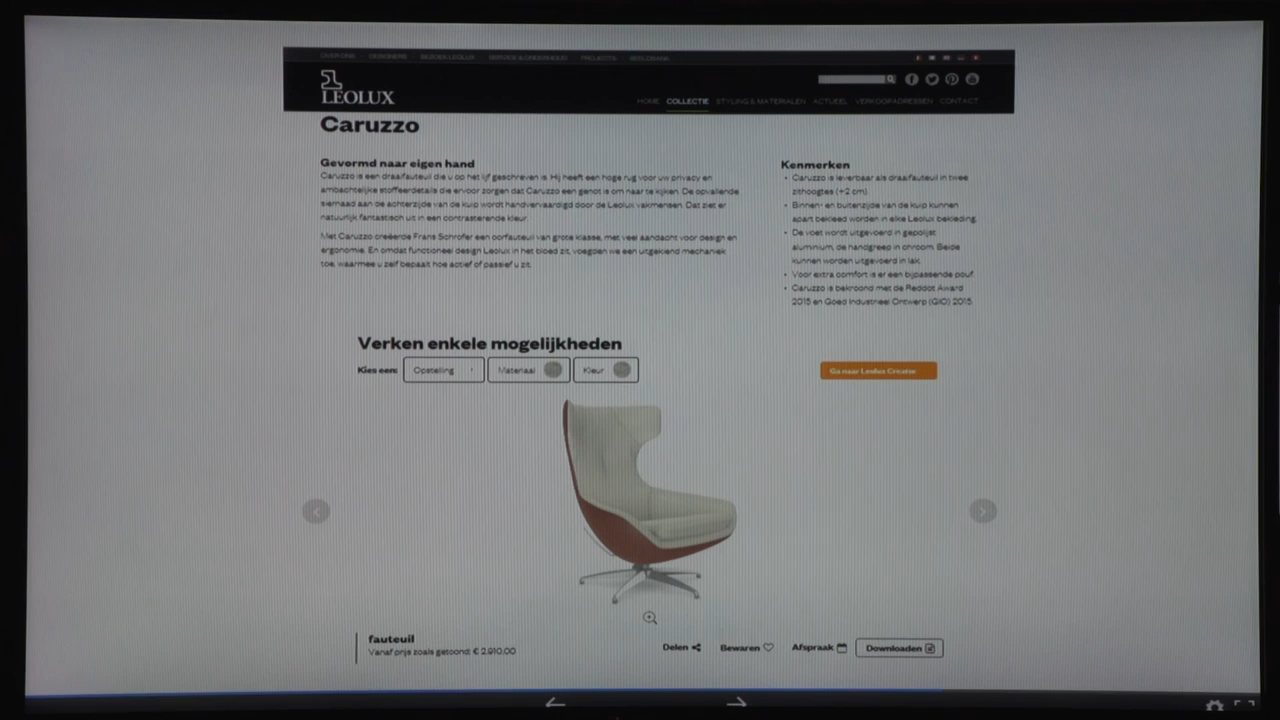 OVER ONS DESIGNERS BEZOEK LEOLUX SERVICE & ONDERHOUD PROJECTS
LEOLUX
HOME COLLECTIE STYLING & MATERIALEN ACTUEEL VERKOOPADRESSEN CONTACT
Caruzzo
Gevormd naar eigen hand
Caruzzo is een draaifauteuil die u op het lijf geschreven is. Hij heeft een hoge rug voor uw privacy en
ambachtelijke stoffeerdetails die ervoor zorgen dat Caruzzo een genot is om naar te kijken. De opvallende
siernaad aan de achterzijde van de kuip wordt handvervaardigd door de Leolux vakmensen. Dat ziet er
natuurlijk fantastisch uit in een contrasterende kleur.
Met Caruzzo creëerde Frans Schrofer een oorfauteuil van grote klasse, met veel aandacht voor design en
ergonomie. En omdat functioneel design Leolux in het bloed zit, voegden we een uitgekiend mechaniek
toe, waarmee u zelf bepaalt hoe actief of passief u zit.
Kenmerken
• Caruzzo is leverbaar als draaifauteuil in twee
zithoogtes (+2 cm).
• Binnen- en buitenzijde van de kuip kunnen
apart bekleed worden in elke Leolux bekleding.
• De voet wordt uitgevoerd in gepolijst
aluminium, de handgreep in chroom. Beide
kunnen worden uitgevoerd in lak.
• Voor extra comfort is er een bijpassende pouf.
• Caruzzo is bekroond met de Reddot Award
2015 en Goed Industrieel Ontwerp (GIO) 2015.
Verken enkele mogelijkheden
Kies een: Opstelling Materiaal Kleur
Ga naar Leolux Creator
fauteuil
Vanaf prijs zoals getoond: € 2.910,00
Delen Bewaren Afspraak Downloaden